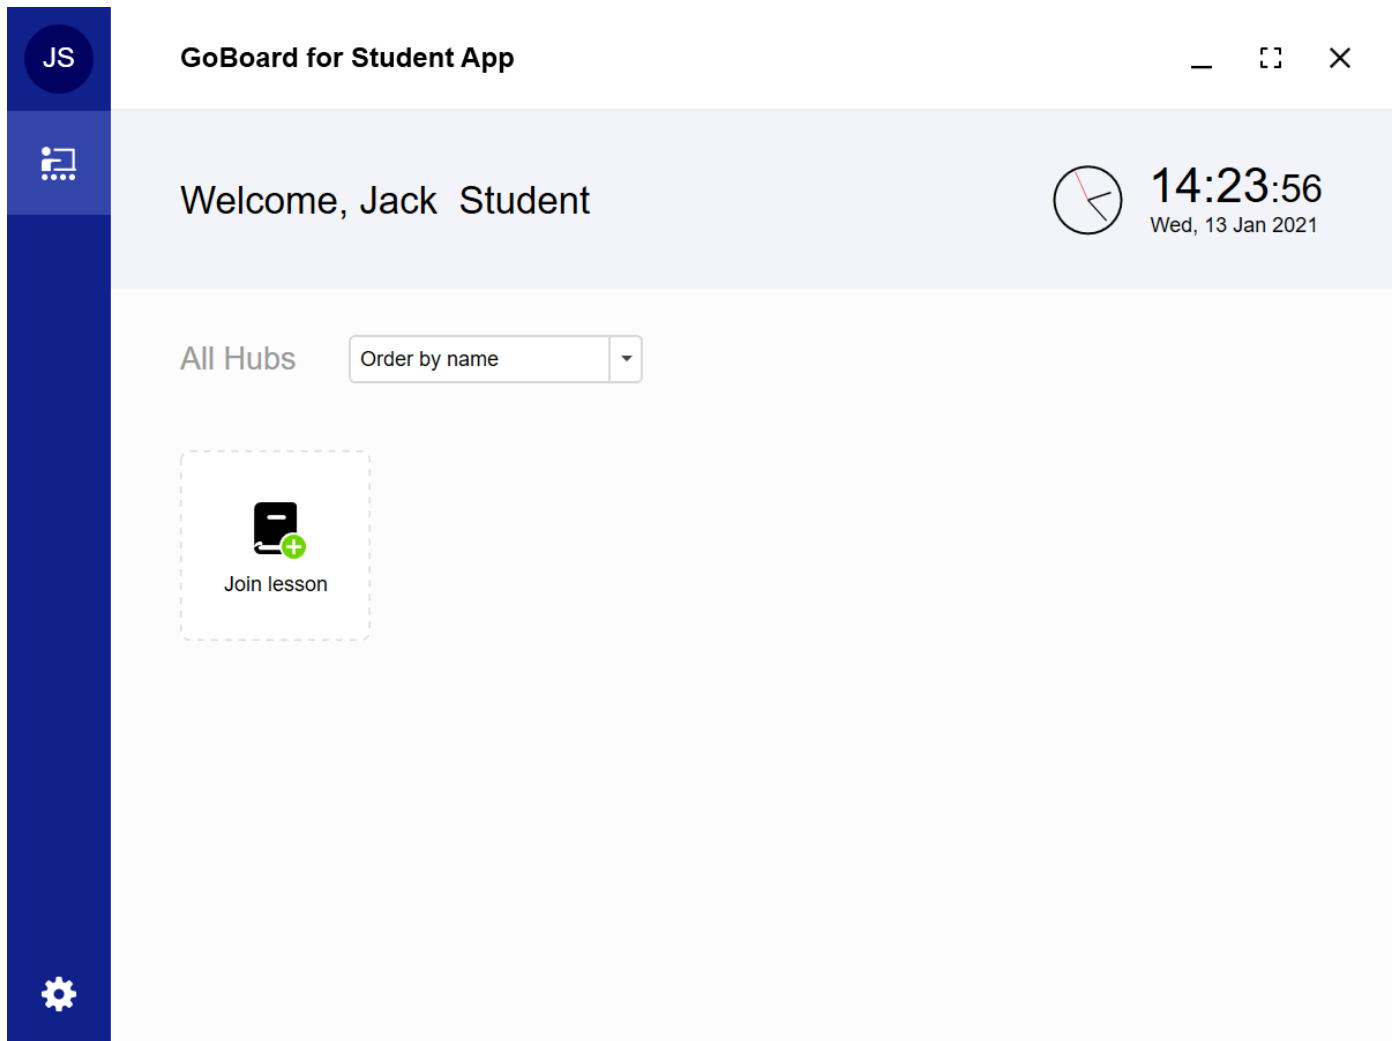 JS
GoBoard for Student App
Welcome, Jack  Student
14:23:56
Wed, 13 Jan 2021
All Hubs
Order by name
Join lesson